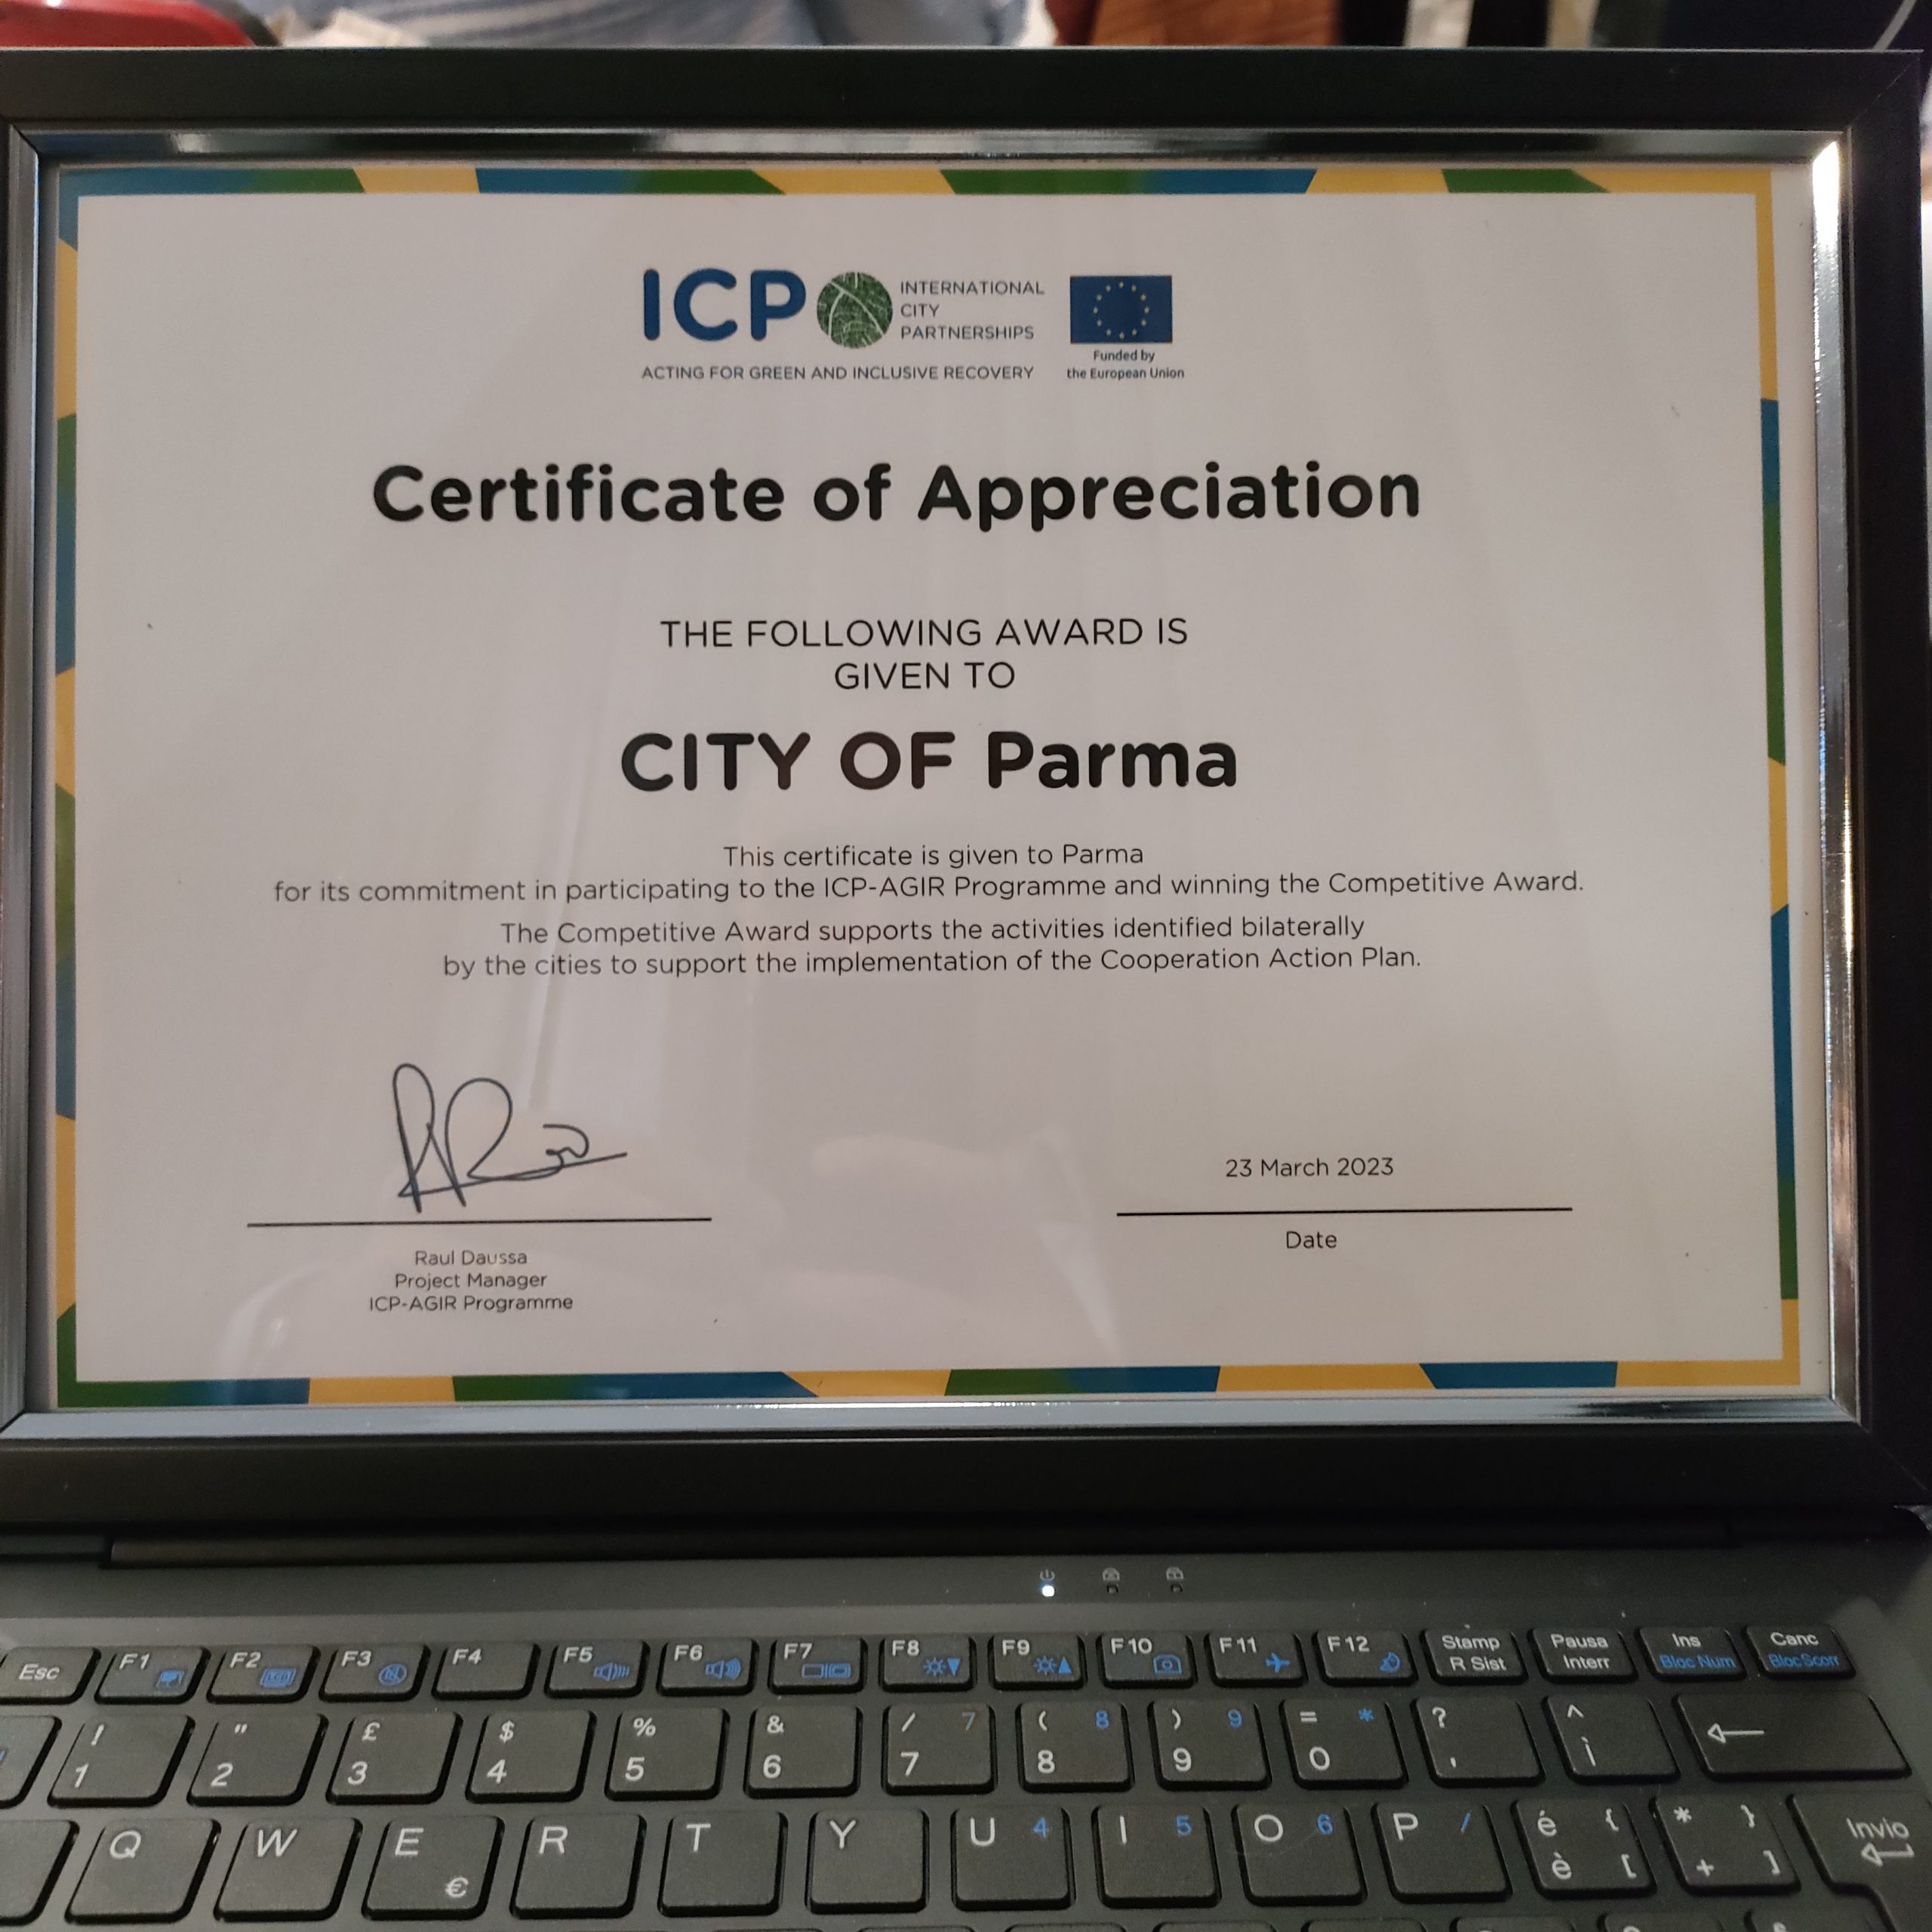 ICP
INTERNATIONAL
CITY
PARTNERSHIPS
ACTING FOR GREEN AND INCLUSIVE RECOVERY
Funded by
the European Union
Certificate of Appreciation
THE FOLLOWING AWARD IS
GIVEN TO
CITY OF Parma
This certificate is given to Parma
for its commitment in participating to the ICP-AGIR Programme and winning the Competitive Award.
The Competitive Award supports the activities identified bilaterally
by the cities to support the implementation of the Cooperation Action Plan.
23 March 2023
Date
Raul Daussa
Project Manager
ICP-AGIR Programme
Esc F1 F2 F3 F4 F5 F6 F7 F8 F9 F10 F11 F12 Stamp Pausa Ins Canc
R Sist Interr Bloc Num Bloc Scorr
! " £ $ % & / 7 ( 8 ) 9 = * ? ^
1 2 3 4 5 6 7 8 9 0 ' ì
Q W E R T Y U 4 I 5 O 6 P / é { * } Invio
€ è [ + ]